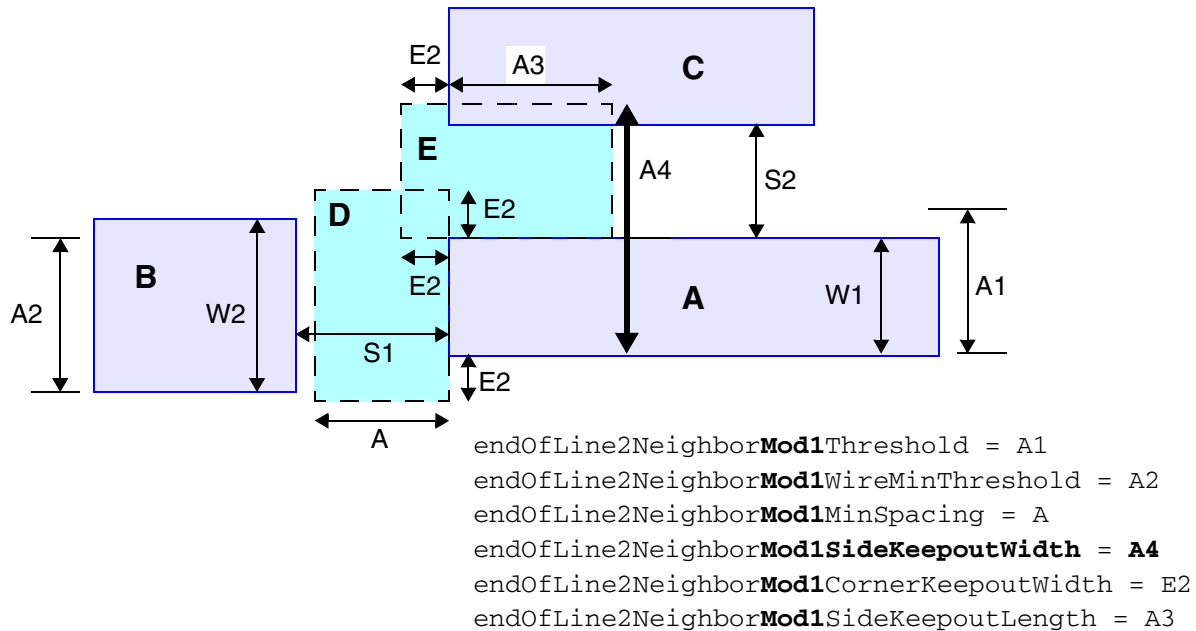 C
E2
A3
E
A4
S2
D
E2
B
A2
W2
E2
S1
A
W1
A1
E2
A
endOfLine2NeighborMod1Threshold = A1
endOfLine2NeighborMod1WireMinThreshold = A2
endOfLine2NeighborMod1MinSpacing = A
endOfLine2NeighborMod1SideKeepoutWidth = A4
endOfLine2NeighborMod1CornerKeepoutWidth = E2
endOfLine2NeighborMod1SideKeepoutLength = A3